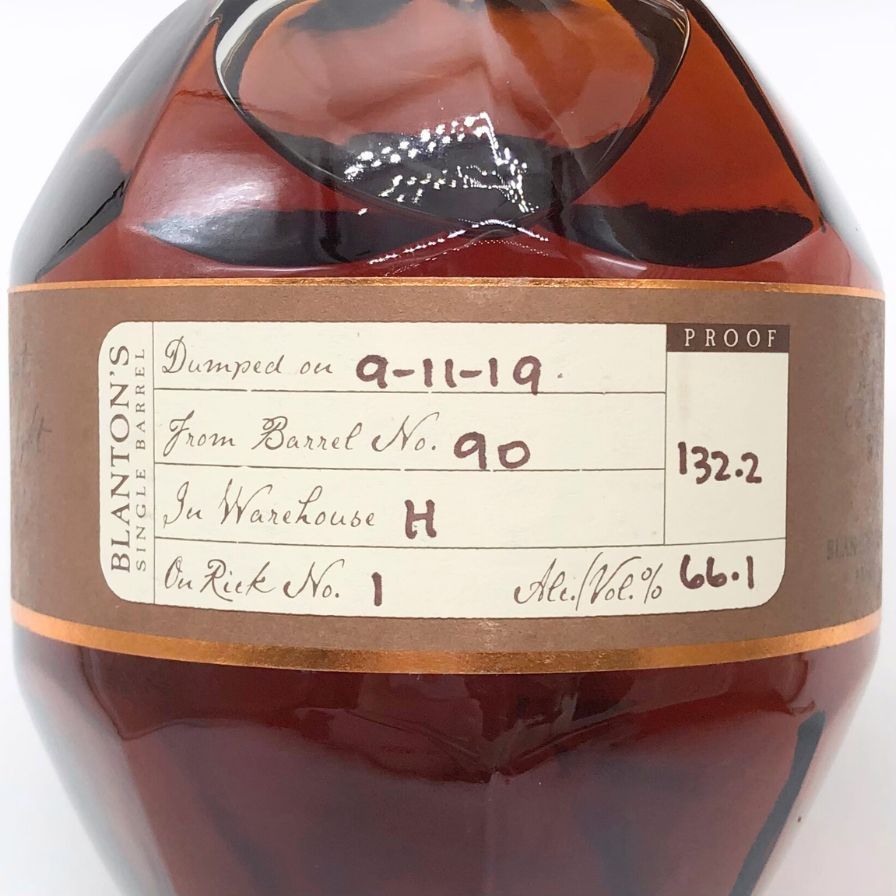 BLANTON'S
SINGLE BARREL
Dumped on 9-11-19.
From Barrel No. 90
In Warehouse H
On Rick No. 1
Alc./Vol.% 66.1
PROOF
132.2